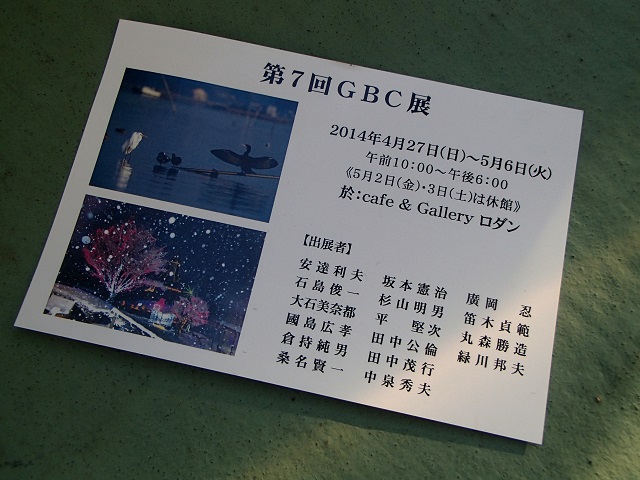 第7回GBC展
2014年4月27日(日)～5月6日(火)
午前10:00～午後6:00
《5月2日(金)・3日(土)は休館》
於：cafe & Gallery ロダン
【出展者】
安達利夫
石島俊一
大石美奈都
國島広孝
倉持純男
桑名賢一
坂本憲治
杉山明男
平　堅次
田中公倫
田中茂行
中泉秀夫
廣岡　忍
笛木貞範
丸森勝造
緑川邦夫